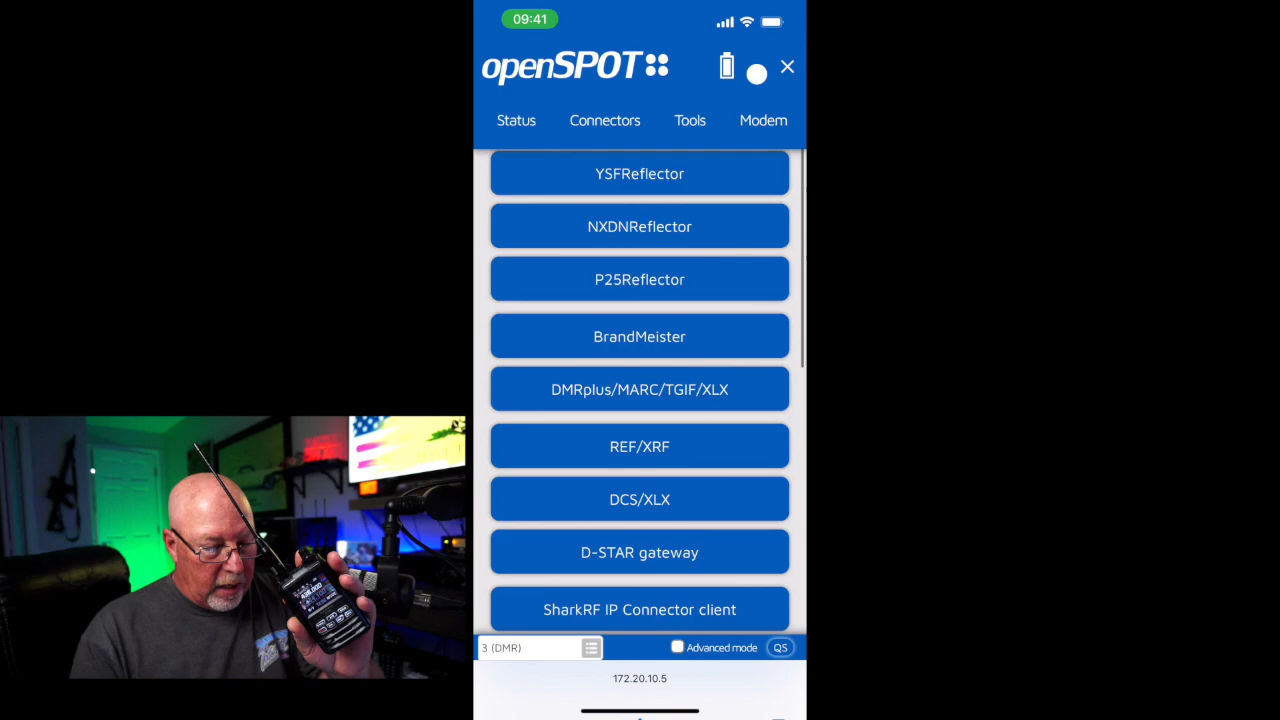 09:41
openSPOT
Status Connectors Tools Modem
YSFReflector
NXDNReflector
P25Reflector
BrandMeister
DMRplus/MARC/TGIF/XLX
REF/XRF
DCS/XLX
D-STAR gateway
SharkRF IP Connector client
3 (DMR) Advanced mode QS
172.20.10.5